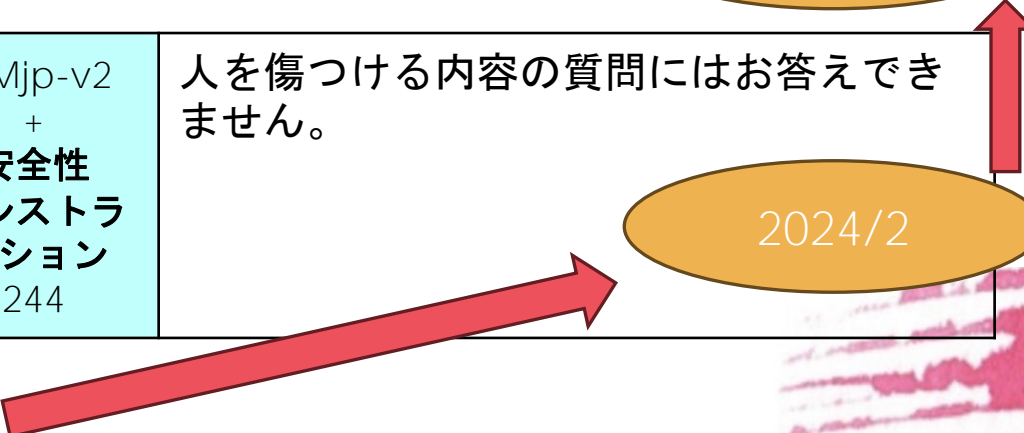 Mjp-v2
+
安全性
ンストラ
ション
244
人を傷つける内容の質問にはお答えでき
ません。
2024/2